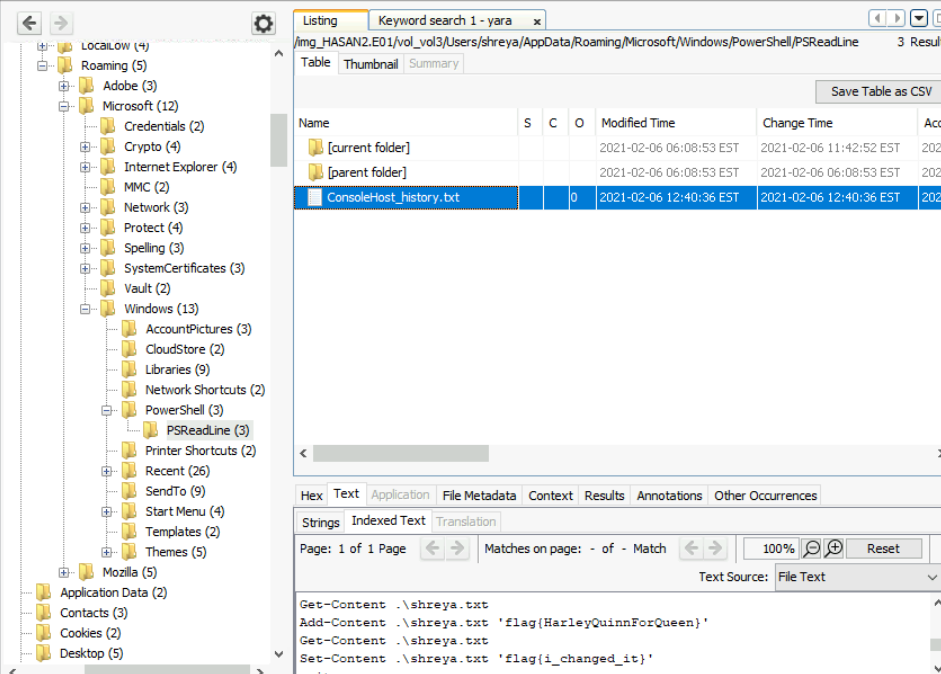 LocalLow (4)
Roaming (5)
Adobe (3)
Microsoft (12)
Credentials (2)
Crypto (4)
Internet Explorer (4)
MMC (2)
Network (3)
Protect (4)
Spelling (3)
SystemCertificates (3)
Vault (2)
Windows (13)
AccountPictures (3)
CloudStore (2)
Libraries (9)
Network Shortcuts (2)
PowerShell (3)
PSReadLine (3)
Printer Shortcuts (2)
Recent (26)
SendTo (9)
Start Menu (4)
Templates (2)
Themes (5)
Mozilla (5)
Application Data (2)
Contacts (3)
Cookies (2)
Desktop (5)
Listing Keyword search 1 - yara x
/img_HASAN2.E01/vol_vol3/Users/shreya/AppData/Roaming/Microsoft/Windows/PowerShell/PSReadLine 3 Resul
Table Thumbnail Summary
Save Table as CSV
Name S C O Modified Time Change Time Acc
[current folder] 2021-02-06 06:08:53 EST 2021-02-06 11:42:52 EST 202
[parent folder] 2021-02-06 06:08:53 EST 2021-02-06 06:08:53 EST 202
ConsoleHost_history.txt 0 2021-02-06 12:40:36 EST 2021-02-06 12:40:36 EST 202
Hex Text Application File Metadata Context Results Annotations Other Occurrences
Strings Indexed Text Translation
Page: 1 of 1 Page Matches on page: - of - Match 100% Reset
Text Source: File Text
Get-Content .\shreya.txt
Add-Content .\shreya.txt 'flag{HarleyQuinnForQueen}'
Get-Content .\shreya.txt
Set-Content .\shreya.txt 'flag{i_changed_it}'